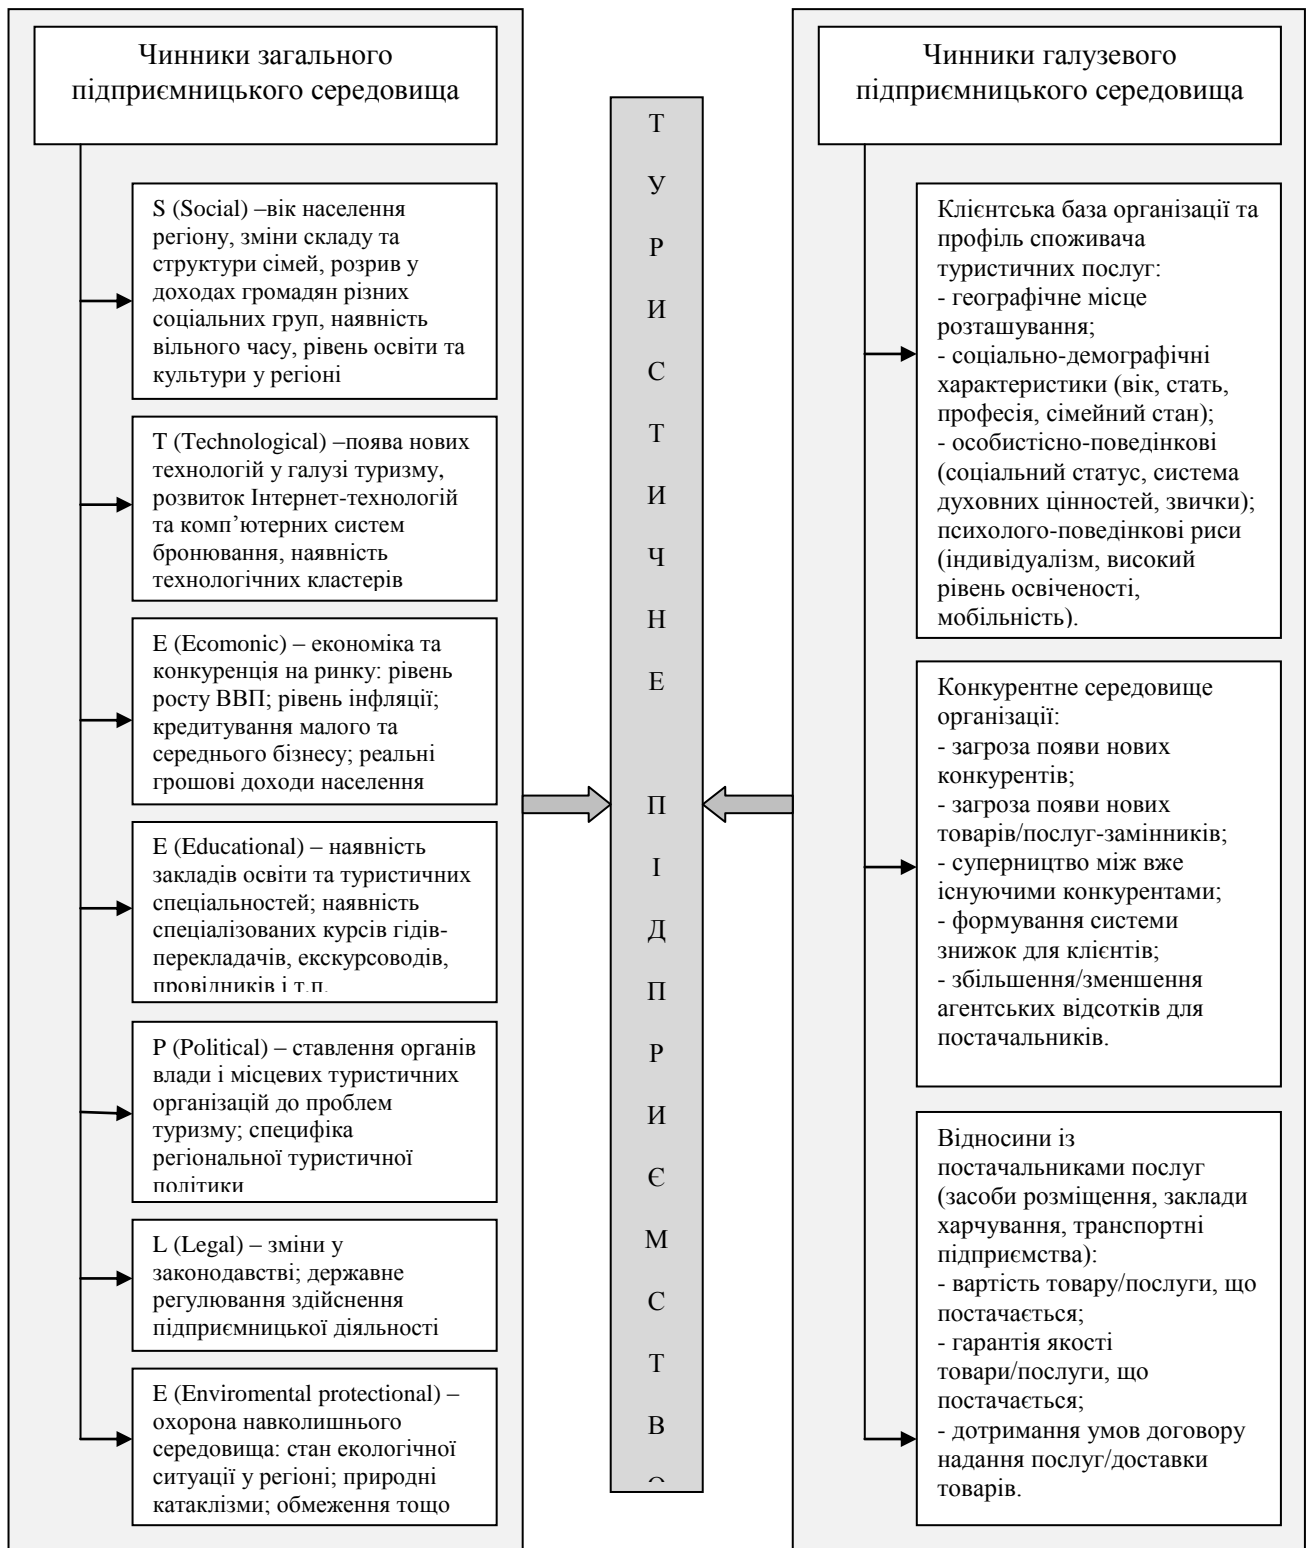 Чинники загального
підприємницького середовища
S (Social) –вік населення
регіону, зміни складу та
структури сімей, розрив у
доходах громадян різних
соціальних груп, наявність
вільного часу, рівень освіти та
культури у регіоні
T (Technological) –поява нових
технологій у галузі туризму,
розвиток Інтернет-технологій
та комп’ютерних систем
бронювання, наявність
технологічних кластерів
E (Ecomonic) – економіка та
конкуренція на ринку: рівень
росту ВВП; рівень інфляції;
кредитування малого та
середнього бізнесу; реальні
грошові доходи населення
E (Educational) – наявність
закладів освіти та туристичних
спеціальностей; наявність
спеціалізованих курсів гідів-
перекладачів, екскурсоводів,
провідників і т.п.
P (Political) – ставлення органів
влади і місцевих туристичних
організацій до проблем
туризму; специфіка
регіональної туристичної
політики
L (Legal) – зміни у
законодавстві; державне
регулювання здійснення
підприємницької діяльності
E (Enviromental protectional) –
охорона навколишнього
середовища: стан екологічної
ситуації у регіоні; природні
катаклізми; обмеження тощо
Т
У
Р
И
С
Т
И
Ч
Н
Е
П
І
Д
П
Р
И
Є
М
С
Т
В
О
Чинники галузевого
підприємницького середовища
Клієнтська база організації та
профіль споживача
туристичних послуг:
- географічне місце
розташування;
- соціально-демографічні
характеристики (вік, стать,
професія, сімейний стан);
- особистісно-поведінкові
(соціальний статус, система
духовних цінностей, звички);
психолого-поведінкові риси
(індивідуалізм, високий
рівень освіченості,
мобільність).
Конкурентне середовище
організації:
- загроза появи нових
конкурентів;
- загроза появи нових
товарів/послуг-замінників;
- суперництво між вже
існуючими конкурентами;
- формування системи
знижок для клієнтів;
- збільшення/зменшення
агентських відсотків для
постачальників.
Відносини із
постачальниками послуг
(засоби розміщення, заклади
харчування, транспортні
підприємства):
- вартість товару/послуги, що
постачається;
- гарантія якості
товари/послуги, що
постачається;
- дотримання умов договору
надання послуг/доставки
товарів.